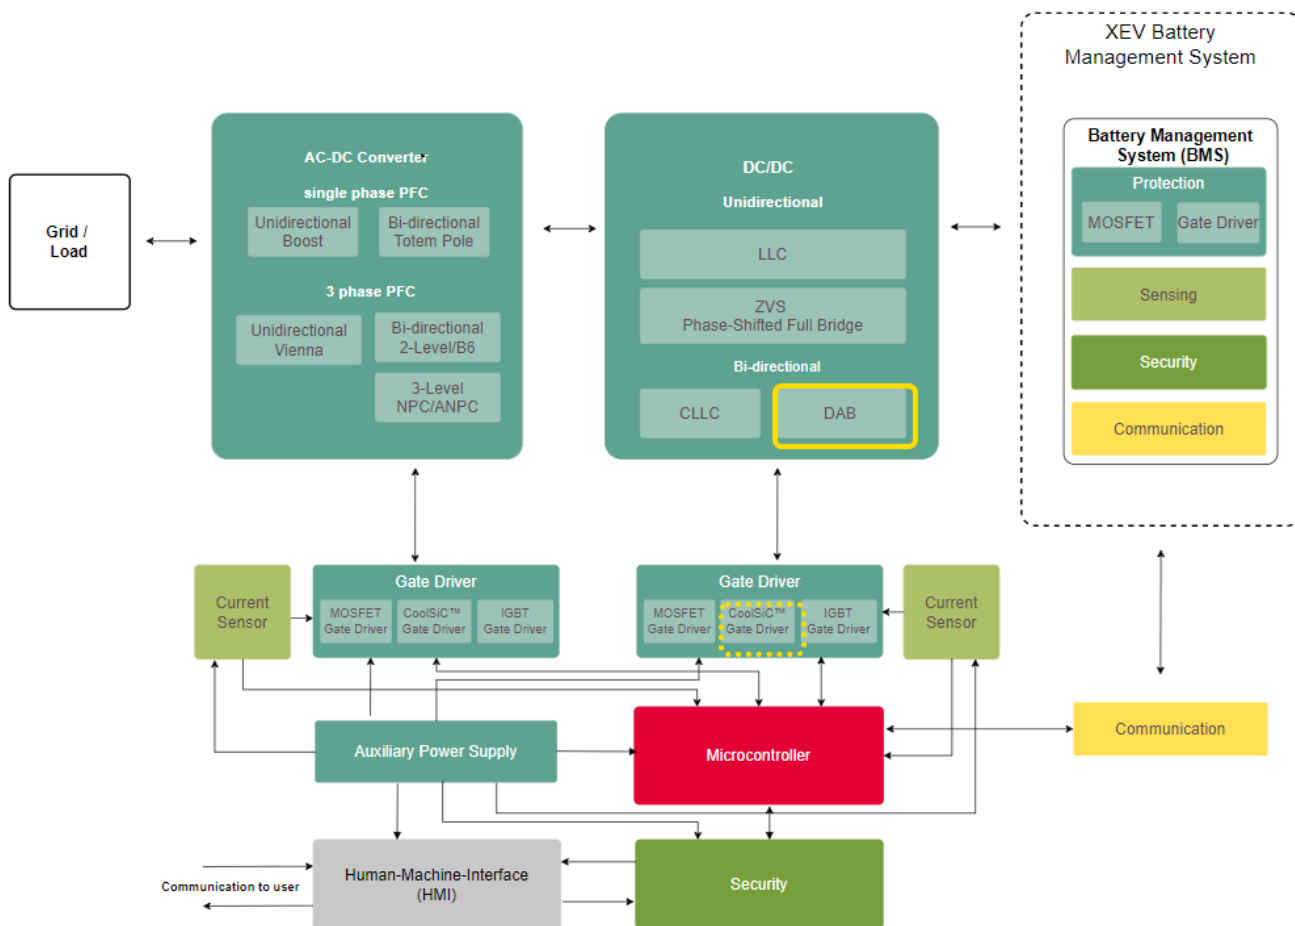 XEV Battery
Management System
Battery Management
System (BMS)
Protection
MOSFET
Gate Driver
Sensing
Security
Communication
Grid /
Load
AC-DC Converter
single phase PFC
Unidirectional
Boost
Bi-directional
Totem Pole
3 phase PFC
Unidirectional
Vienna
Bi-directional
2-Level/B6
3-Level
NPC/ANPC
DC/DC
Unidirectional
LLC
ZVS
Phase-Shifted Full Bridge
Bi-directional
CLLC
DAB
Current
Sensor
Gate Driver
MOSFET
Gate Driver
CoolSiC™
Gate Driver
IGBT
Gate Driver
Gate Driver
MOSFET
Gate Driver
CoolSiC™
Gate Driver
IGBT
Gate Driver
Current
Sensor
Auxiliary Power Supply
Microcontroller
Communication
Communication to user
Human-Machine-Interface
(HMI)
Security